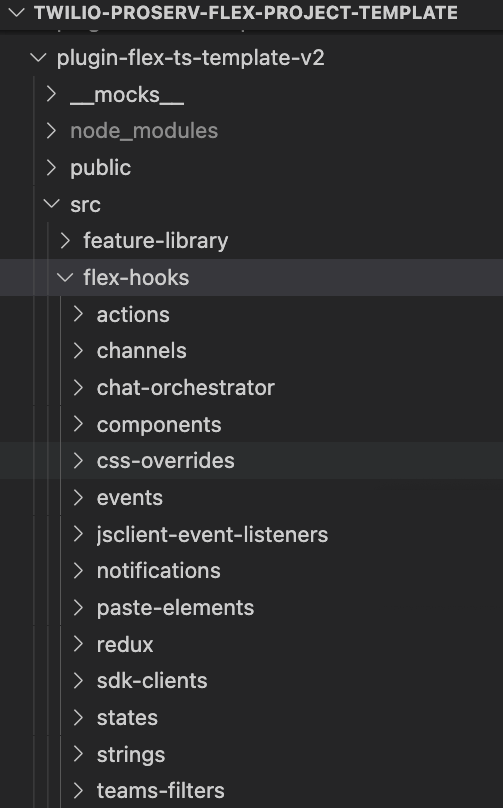 TWILIO-PROSERV-FLEX-PROJECT-TEMPLATE
plugin-flex-ts-template-v2
__mocks__
node_modules
public
src
feature-library
flex-hooks
actions
channels
chat-orchestrator
components
css-overrides
events
jsclient-event-listeners
notifications
paste-elements
redux
sdk-clients
states
strings
teams-filters